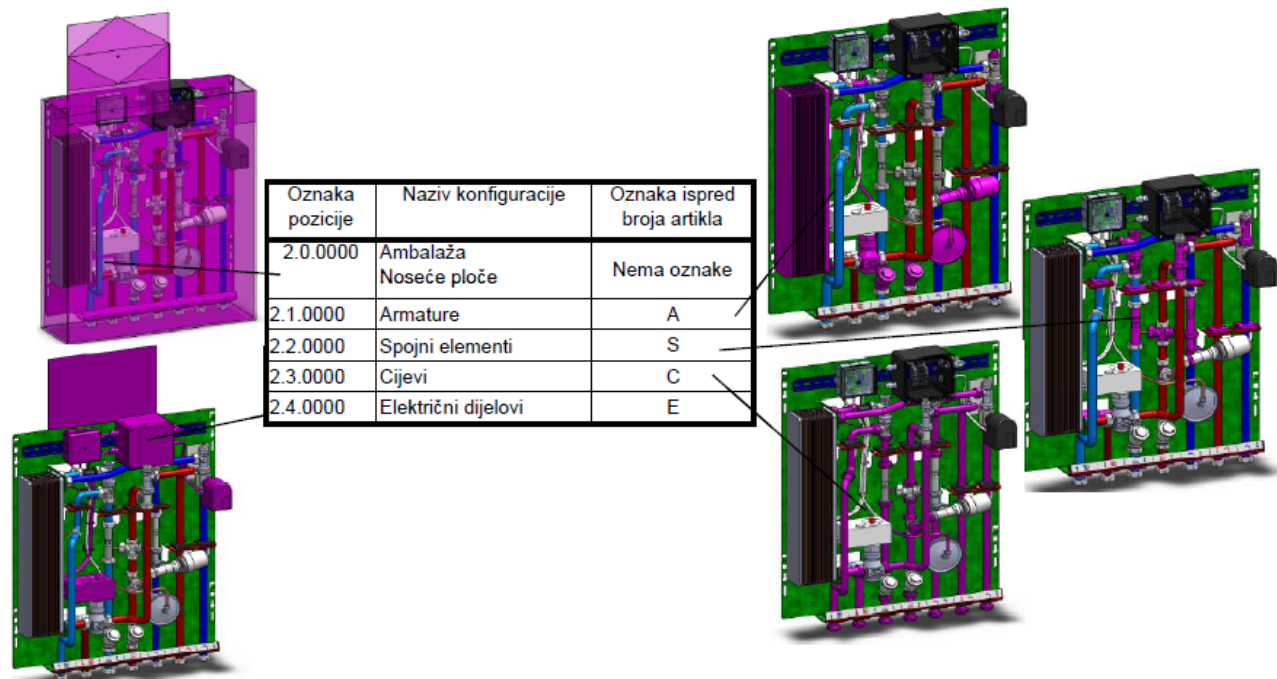 Oznaka pozicije Naziv konfiguracije Oznaka ispred broja artikla
2.0.0000 Ambalaža Noseće ploče Nema oznake
2.1.0000 Armature A
2.2.0000 Spojni elementi S
2.3.0000 Cijevi C
2.4.0000 Električni dijelovi E